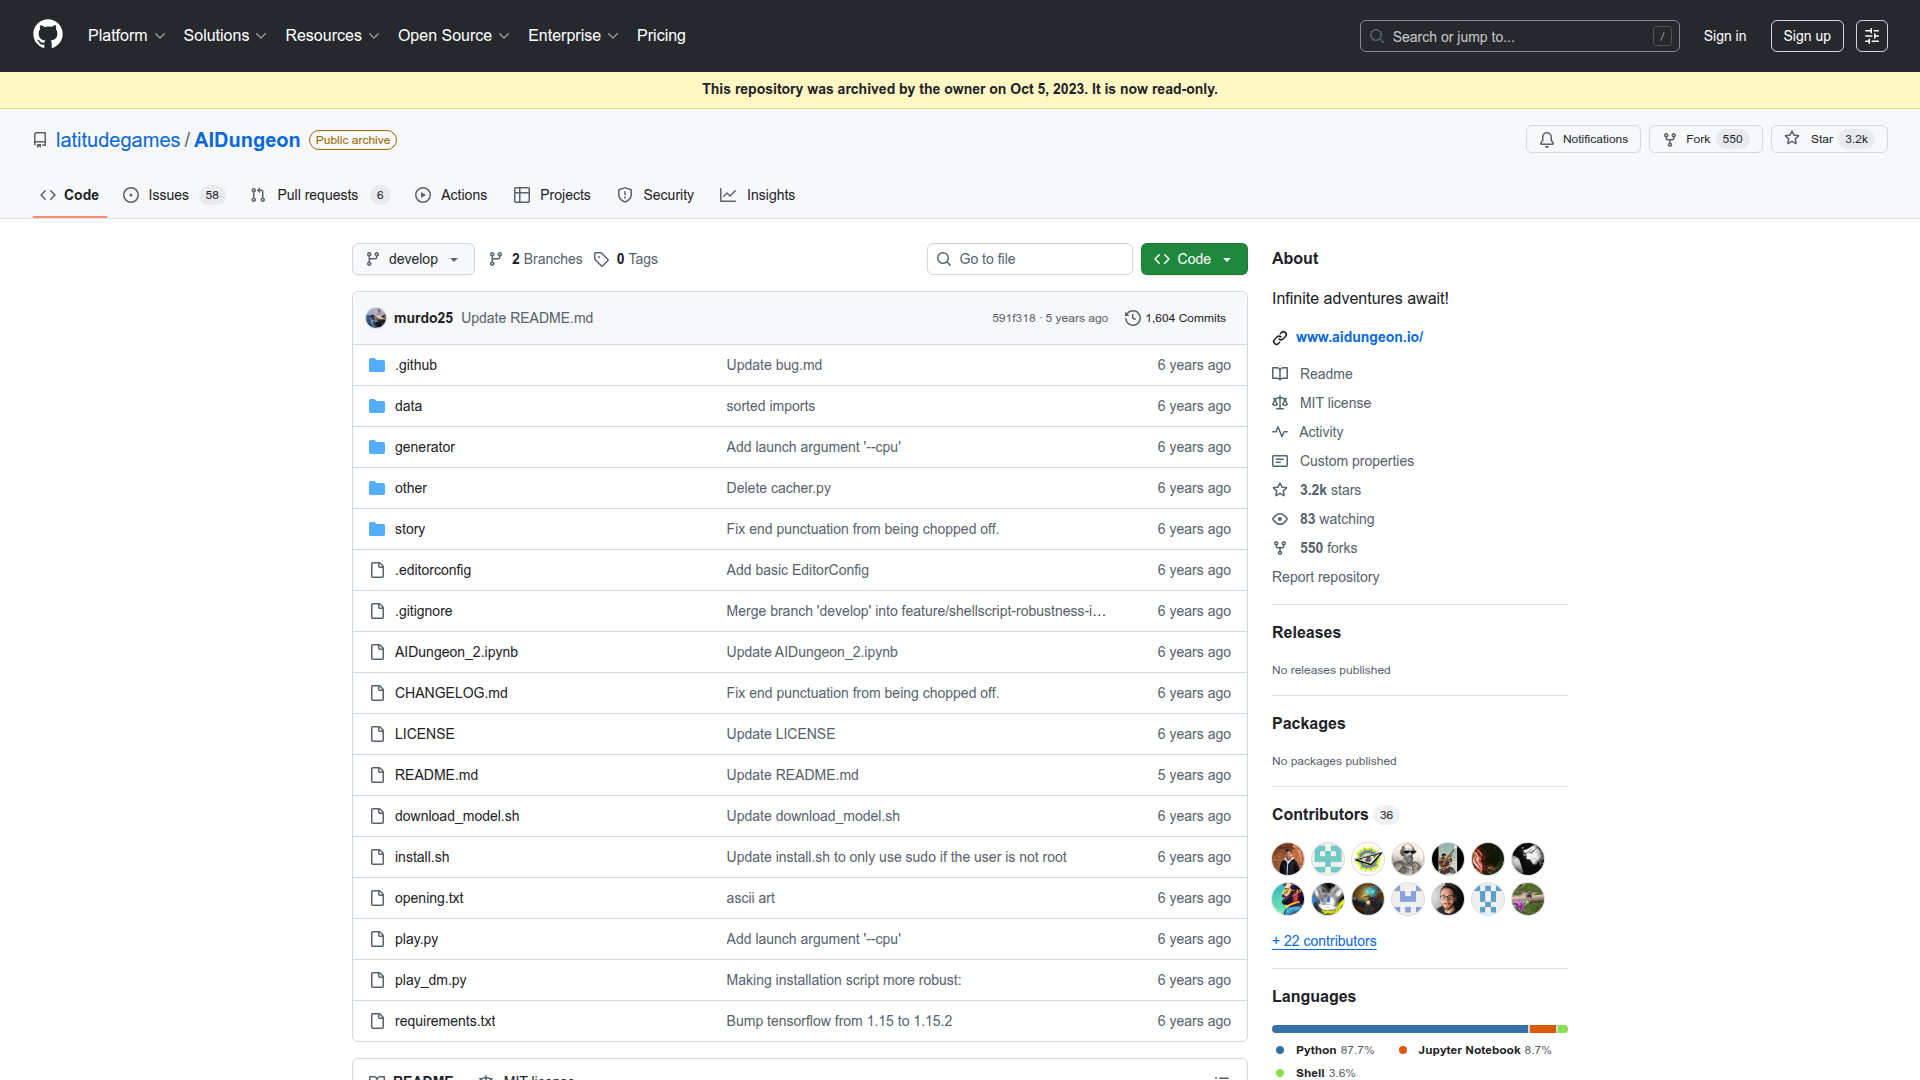 Platform
Solutions
Resources
Open Source
Enterprise
Pricing
Search or jump to...
/
Sign in
Sign up
This repository was archived by the owner on Oct 5, 2023. It is now read-only.
latitudegames / AIDungeon Public archive
Notifications
Fork 550
Star 3.2k
Code
Issues 58
Pull requests 6
Actions
Projects
Security
Insights
develop
2 Branches
0 Tags
Go to file
Code
murdo25 Update README.md
591f318 · 5 years ago
1,604 Commits
.github Update bug.md 6 years ago
data sorted imports 6 years ago
generator Add launch argument '--cpu' 6 years ago
other Delete cacher.py 6 years ago
story Fix end punctuation from being chopped off. 6 years ago
.editorconfig Add basic EditorConfig 6 years ago
.gitignore Merge branch 'develop' into feature/shellscript-robustness-i... 6 years ago
AIDungeon_2.ipynb Update AIDungeon_2.ipynb 6 years ago
CHANGELOG.md Fix end punctuation from being chopped off. 6 years ago
LICENSE Update LICENSE 6 years ago
README.md Update README.md 5 years ago
download_model.sh Update download_model.sh 6 years ago
install.sh Update install.sh to only use sudo if the user is not root 6 years ago
opening.txt ascii art 6 years ago
play.py Add launch argument '--cpu' 6 years ago
play_dm.py Making installation script more robust: 6 years ago
requirements.txt Bump tensorflow from 1.15 to 1.15.2 6 years ago
README
MIT license
About
Infinite adventures await!
www.aidungeon.io/
Readme
MIT license
Activity
Custom properties
3.2k stars
83 watching
550 forks
Report repository
Releases
No releases published
Packages
No packages published
Contributors 36
+ 22 contributors
Languages
Python 87.7%
Jupyter Notebook 8.7%
Shell 3.6%